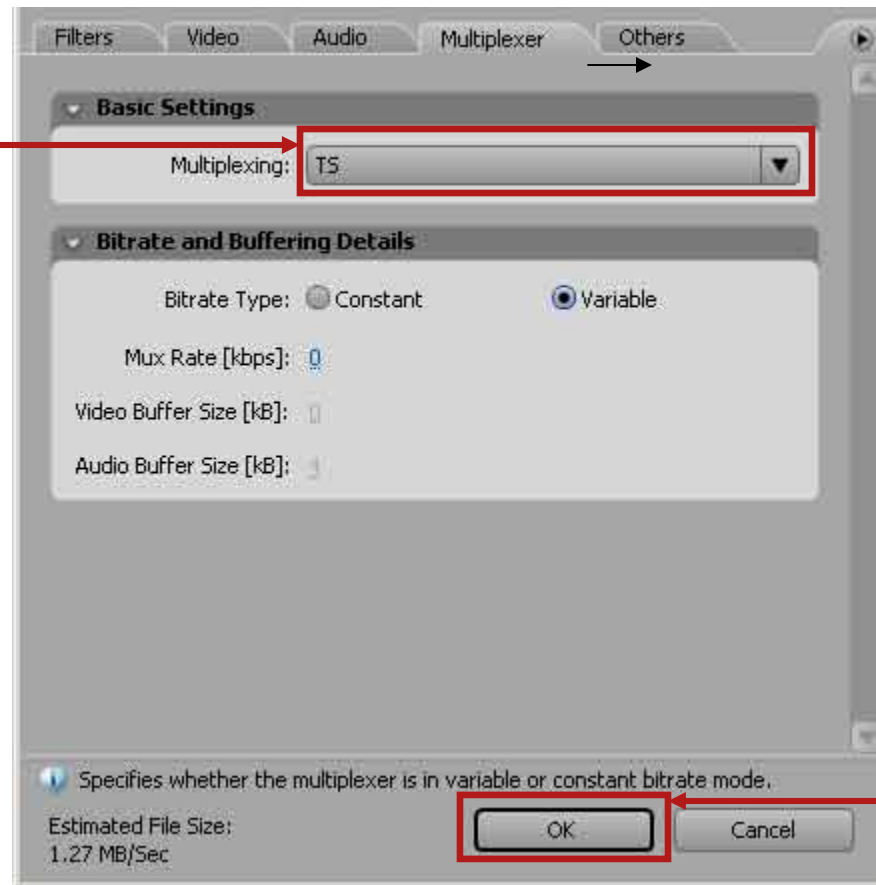 Filters Video Audio Multiplexer Others
Basic Settings
Multiplexing: TS
Bitrate and Buffering Details
Bitrate Type: Constant Variable
Mux Rate [kbps]: 0
Video Buffer Size [kB]: 0
Audio Buffer Size [kB]:
Specifies whether the multiplexer is in variable or constant bitrate mode.
Estimated File Size:
1.27 MB/Sec
OK Cancel